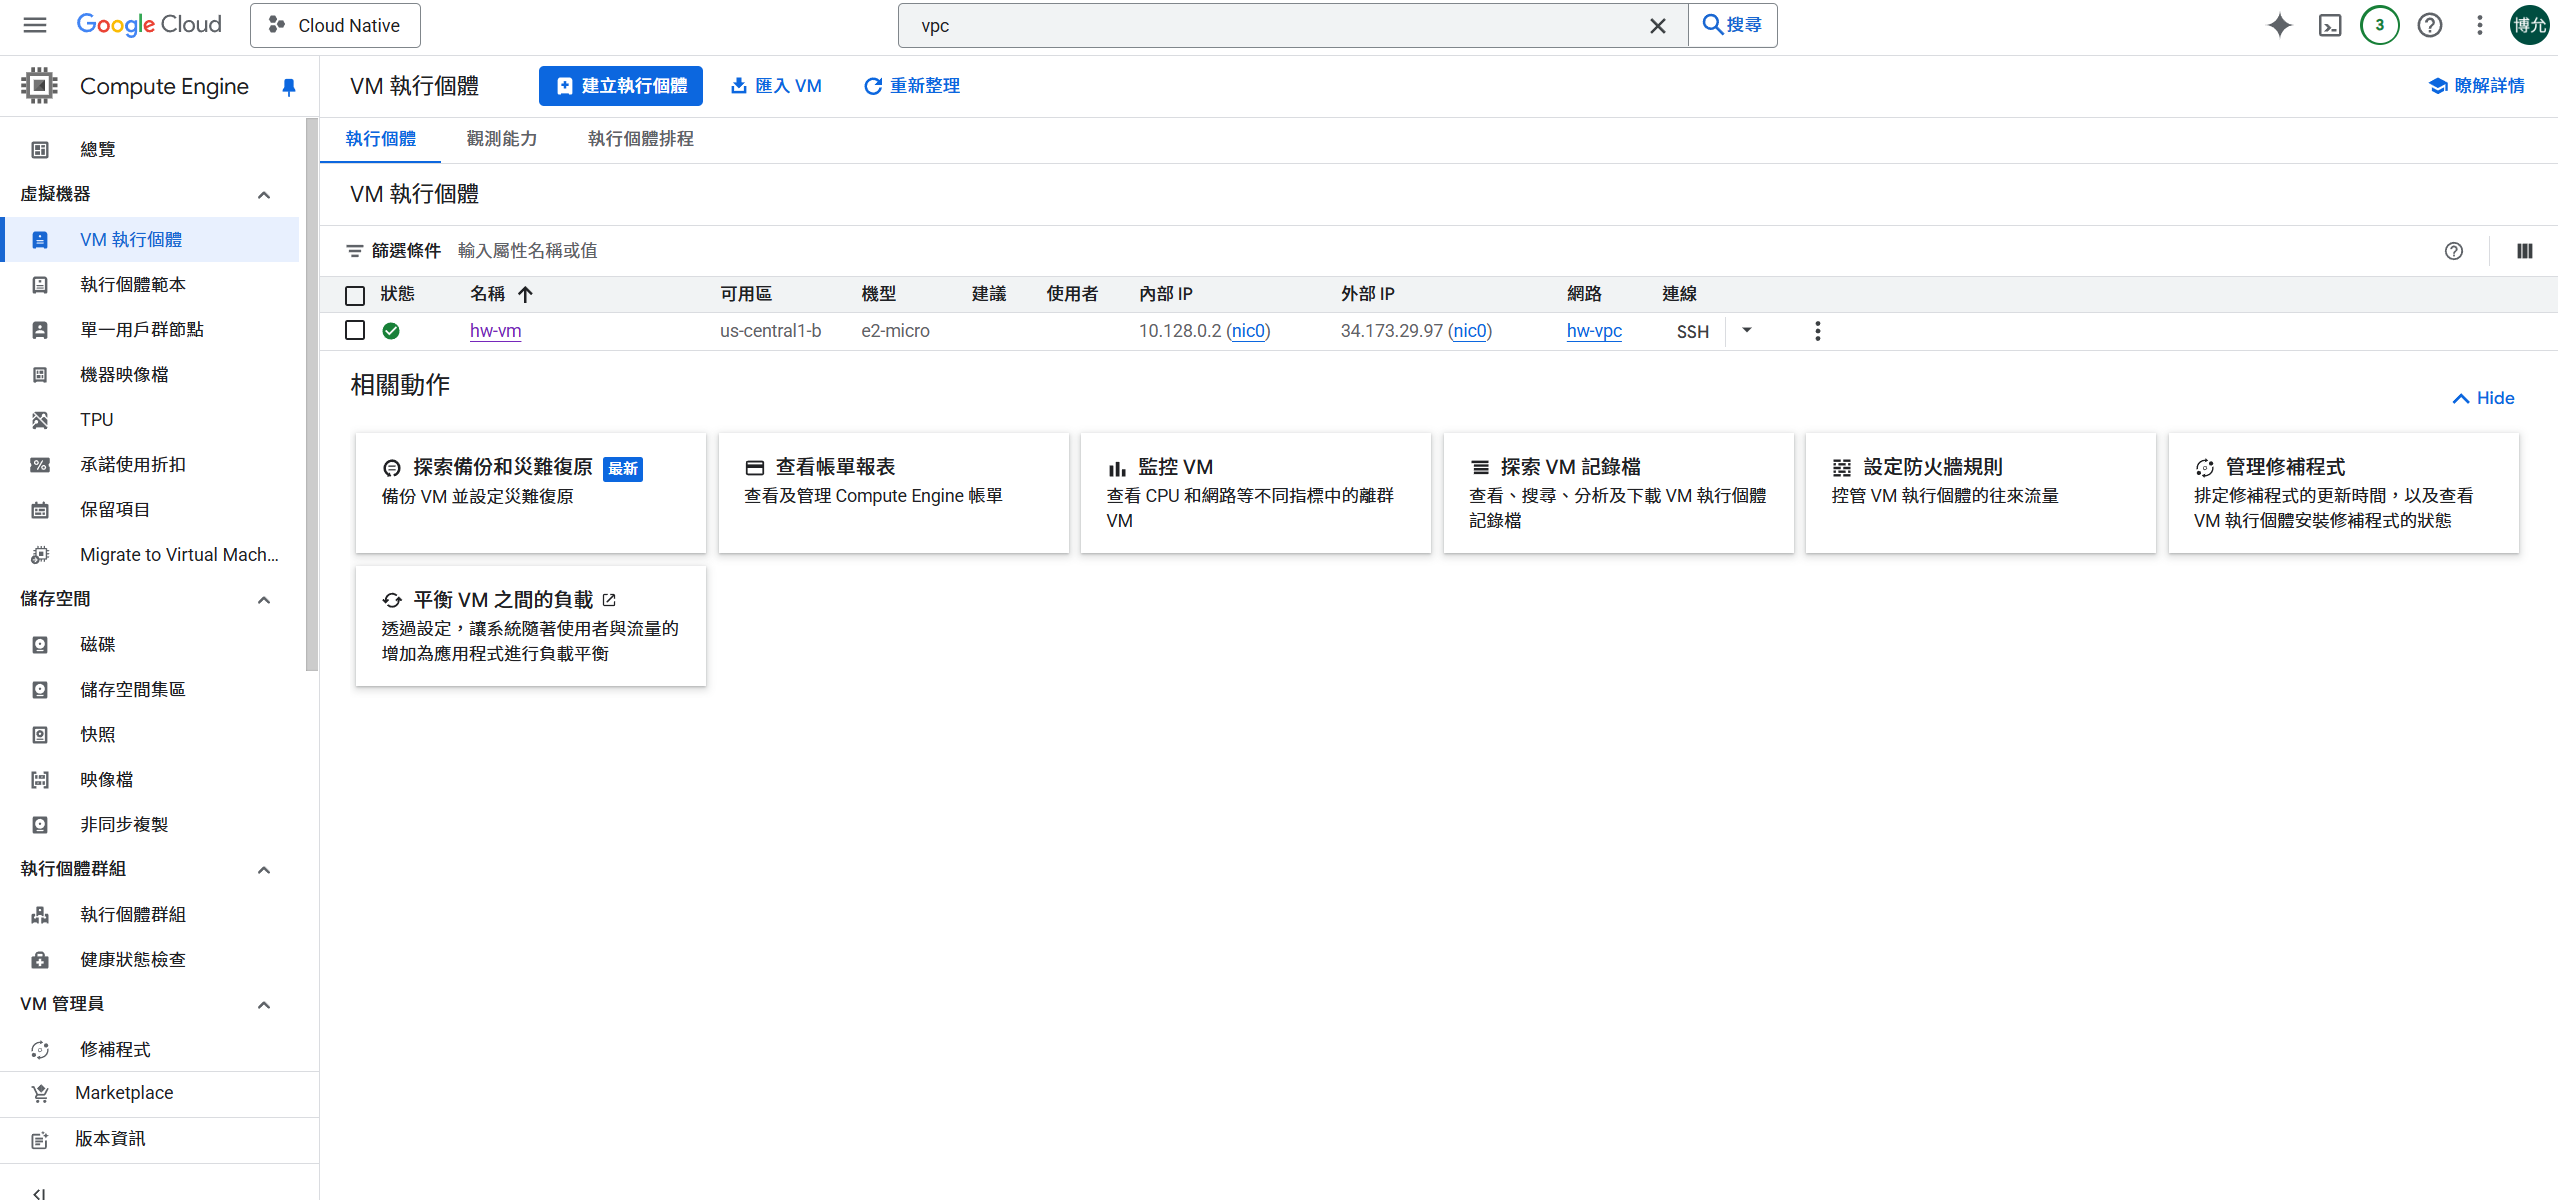 Google Cloud
Cloud Native
vpc
搜尋
3
博允
Compute Engine
VM 執行個體
建立執行個體
匯入 VM
重新整理
瞭解詳情
總覽
虛擬機器
VM 執行個體
執行個體範本
單一用戶群節點
機器映像檔
TPU
承諾使用折扣
保留項目
Migrate to Virtual Mach...
儲存空間
磁碟
儲存空間集區
快照
映像檔
非同步複製
執行個體群組
執行個體群組
健康狀態檢查
VM 管理員
修補程式
Marketplace
版本資訊
執行個體 觀測能力 執行個體排程
VM 執行個體
篩選條件 輸入屬性名稱或值
狀態 名稱 可用區 機型 建議 使用者 內部 IP 外部 IP 網路 連線
hw-vm us-central1-b e2-micro 10.128.0.2 (nic0) 34.173.29.97 (nic0) hw-vpc SSH
相關動作
Hide
探索備份和災難復原 最新
備份 VM 並設定災難復原
查看帳單報表
查看及管理 Compute Engine 帳單
監控 VM
查看 CPU 和網路等不同指標中的離群
VM
探索 VM 記錄檔
查看、搜尋、分析及下載 VM 執行個體
記錄檔
設定防火牆規則
控管 VM 執行個體的往來流量
管理修補程式
排定修補程式的更新時間，以及查看
VM 執行個體安裝修補程式的狀態
平衡 VM 之間的負載
透過設定，讓系統隨著使用者與流量的
增加為應用程式進行負載平衡